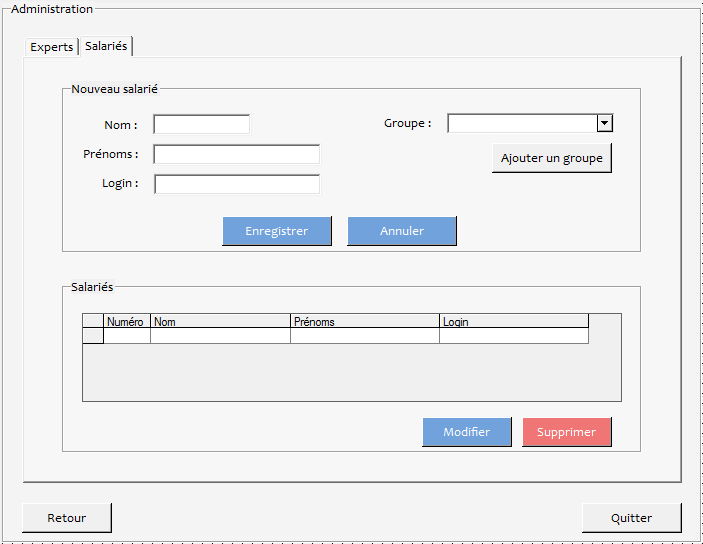 Administration
Experts Salariés
Nouveau salarié
Nom : Groupe :
Prénoms : Ajouter un groupe
Login :
Enregistrer Annuler
Salariés
Numéro Nom Prénoms Login
Modifier Supprimer
Retour Quitter